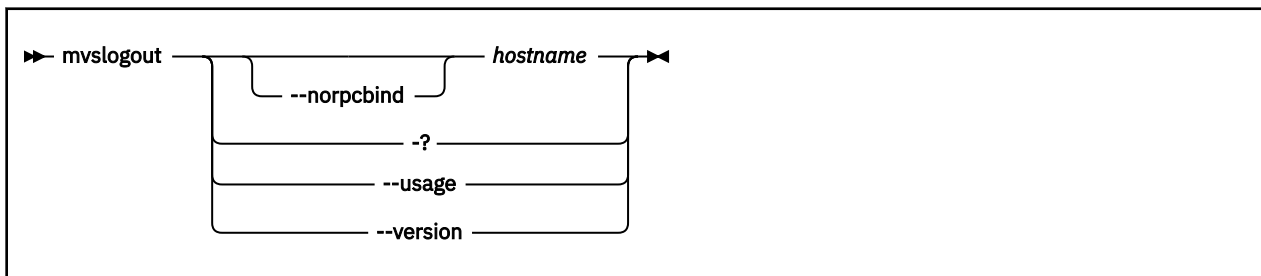 mvslogout hostname
--norpcbind
-?
--usage
--version